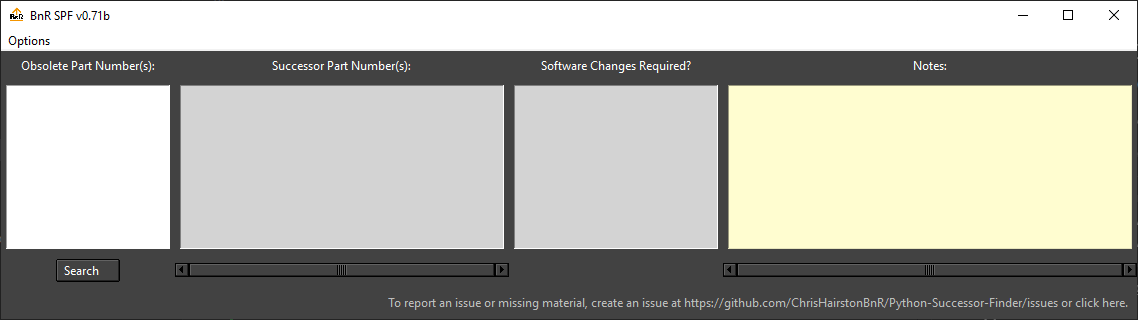 BnR BnR SPF v0.71b
Options
Obsolete Part Number(s): Successor Part Number(s): Software Changes Required? Notes:
Search
To report an issue or missing material, create an issue at https://github.com/ChrisHairstonBnR/Python-Successor-Finder/issues or click here.